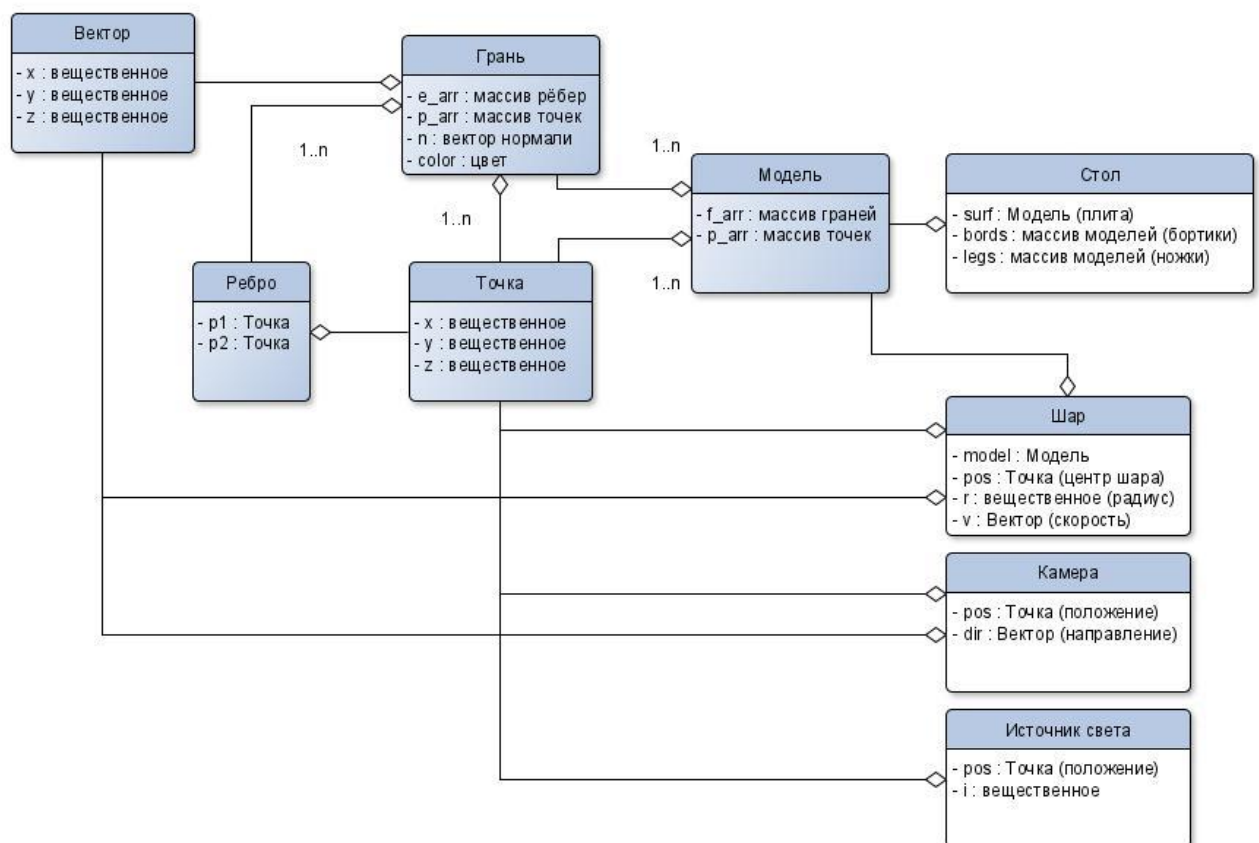 Вектор
- x : вещественное
- y : вещественное
- z : вещественное
Грань
- e_arr : массив рёбер
- p_arr : массив точек
- n : вектор нормали
- color : цвет
1..n
1..n
1..n
Модель
- f_arr : массив граней
- p_arr : массив точек
1..n
Стол
- surf : Модель (плита)
- bords : массив моделей (бортики)
- legs : массив моделей (ножки)
Ребро
- p1 : Точка
- p2 : Точка
Точка
- x : вещественное
- y : вещественное
- z : вещественное
Шар
- model : Модель
- pos : Точка (центр шара)
- r : вещественное (радиус)
- v : Вектор (скорость)
Камера
- pos : Точка (положение)
- dir : Вектор (направление)
Источник света
- pos : Точка (положение)
- i : вещественное